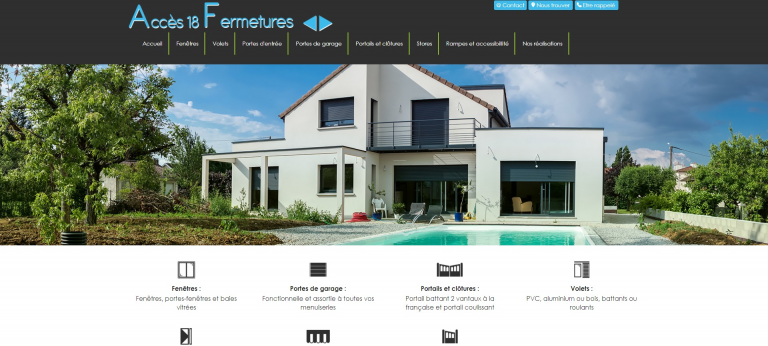 Accès 18 Fermetures
Contact Nous trouver Etre rappelé
Accueil Fenêtres Volets Portes d'entrée Portes de garage Portails et clôtures Stores Rampes et accessibilité Nos réalisations
Fenêtres :
Fenêtres, portes-fenêtres et baies
vitrées
Portes de garage :
Fonctionnelle et assortie à toutes vos
menuiseries
Portails et clôtures :
Portail battant 2 vantaux à la
française et portail coulissant
Volets :
PVC, aluminium ou bois, battants ou
roulants